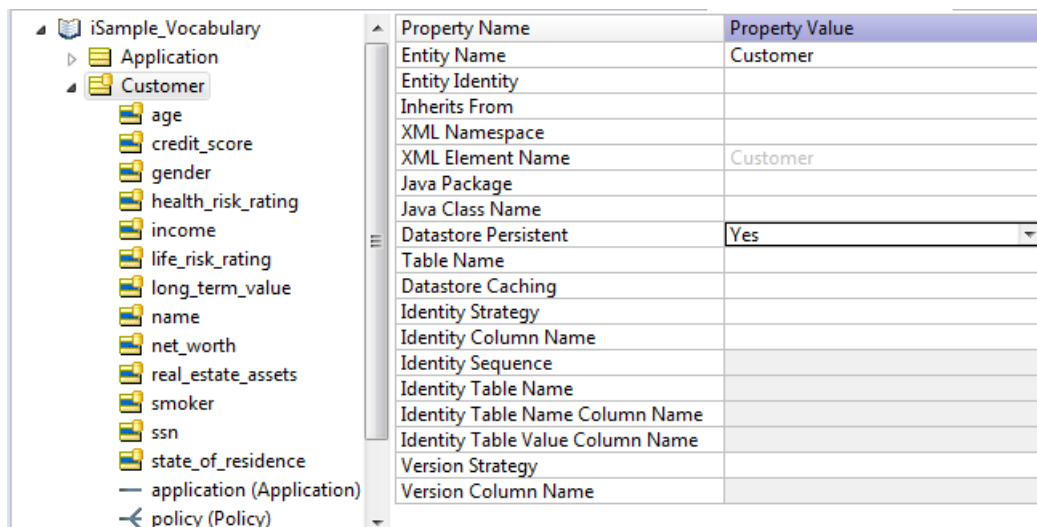 iSample_Vocabulary
Application
Customer
age
credit_score
gender
health_risk_rating
income
life_risk_rating
long_term_value
name
net_worth
real_estate_assets
smoker
ssn
state_of_residence
application (Application)
policy (Policy)
Property Name Property Value
Entity Name Customer
Entity Identity
Inherits From
XML Namespace
XML Element Name Customer
Java Package
Java Class Name
Datastore Persistent Yes
Table Name
Datastore Caching
Identity Strategy
Identity Column Name
Identity Sequence
Identity Table Name
Identity Table Name Column Name
Identity Table Value Column Name
Version Strategy
Version Column Name